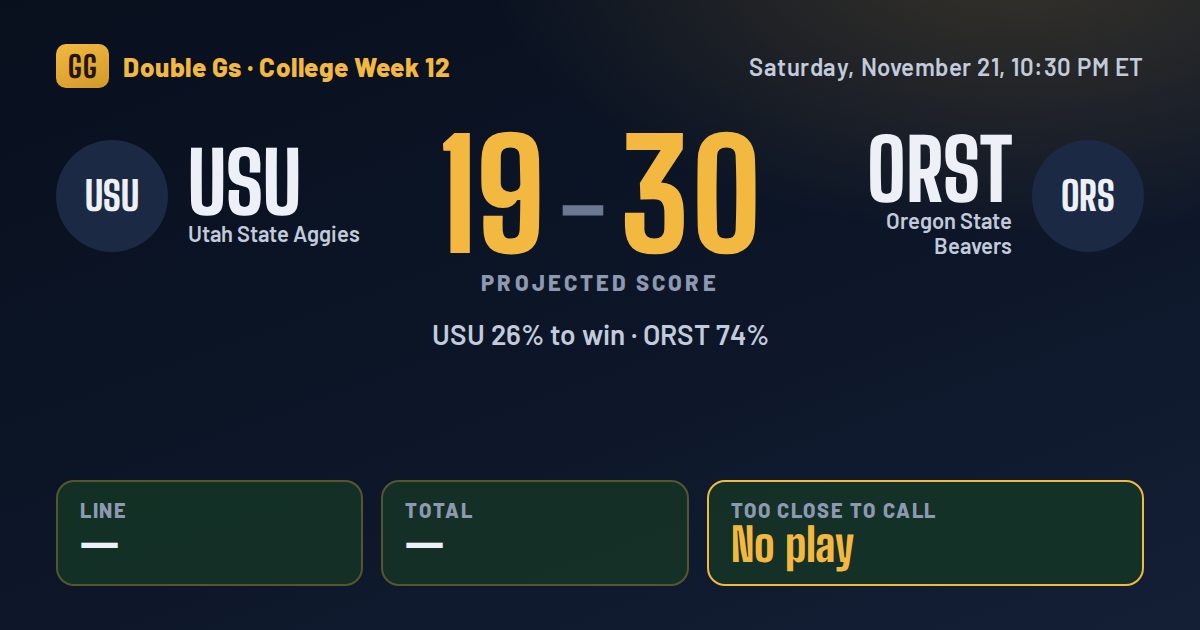 GG
Double Gs · College Week 12
Saturday, November 21, 10:30 PM ET
USU
USU
Utah State Aggies
19 – 30
PROJECTED SCORE
USU 26% to win · ORST 74%
ORST
Oregon State
Beavers
ORS
LINE
—
TOTAL
—
TOO CLOSE TO CALL
No play